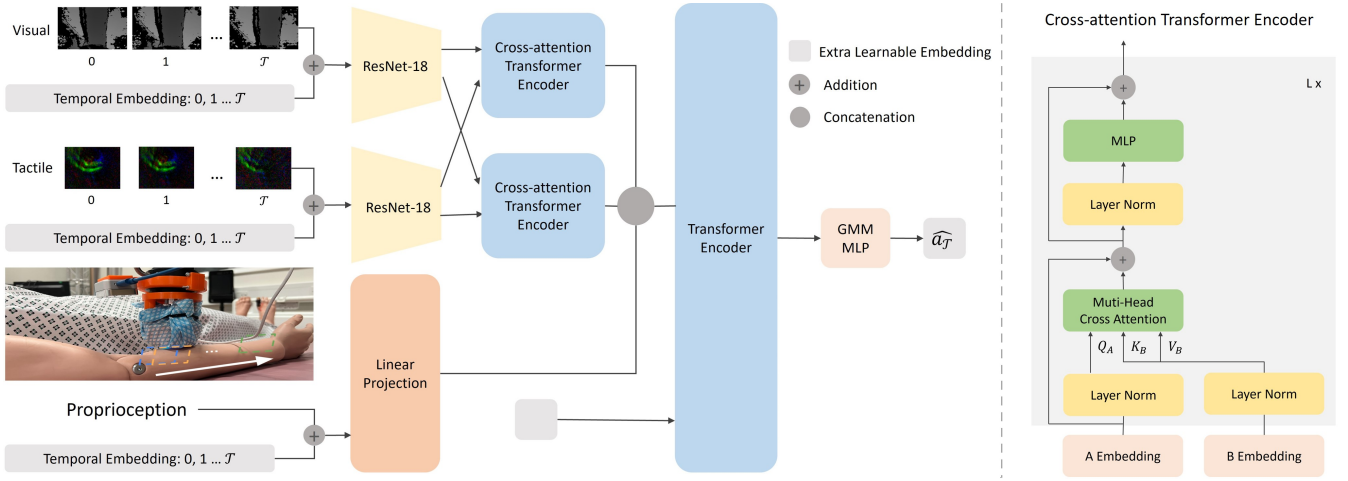 Visual
0
1
...
𝒯
Temporal Embedding: 0, 1 ... 𝒯
Tactile
0
1
...
𝒯
Temporal Embedding: 0, 1 ... 𝒯
...
Proprioception
Temporal Embedding: 0, 1 ... 𝒯
+
+
+
ResNet-18
ResNet-18
Linear
Projection
Cross-attention
Transformer
Encoder
Cross-attention
Transformer
Encoder
Transformer
Encoder
Extra Learnable Embedding
+
Addition
Concatenation
GMM
MLP
$\widehat{a_{\mathcal{T}}}$
Cross-attention Transformer Encoder
L x
+
MLP
Layer Norm
+
Muti-Head
Cross Attention
Q_A
K_B
V_B
Layer Norm
Layer Norm
A Embedding
B Embedding